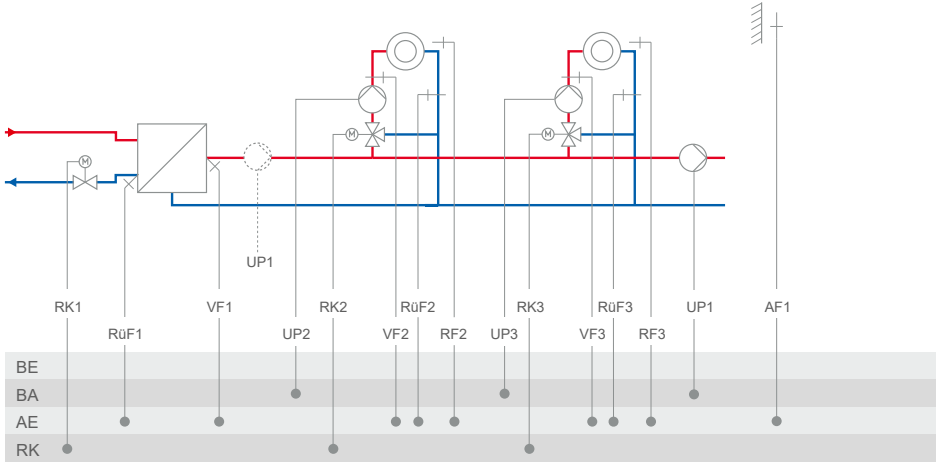 M
M
M
UP1
RK1
VF1
RK2
RüF2
RK3
RüF3
UP1
AF1
RüF1
UP2
VF2
RF2
UP3
VF3
RF3
BE
BA
AE
RK